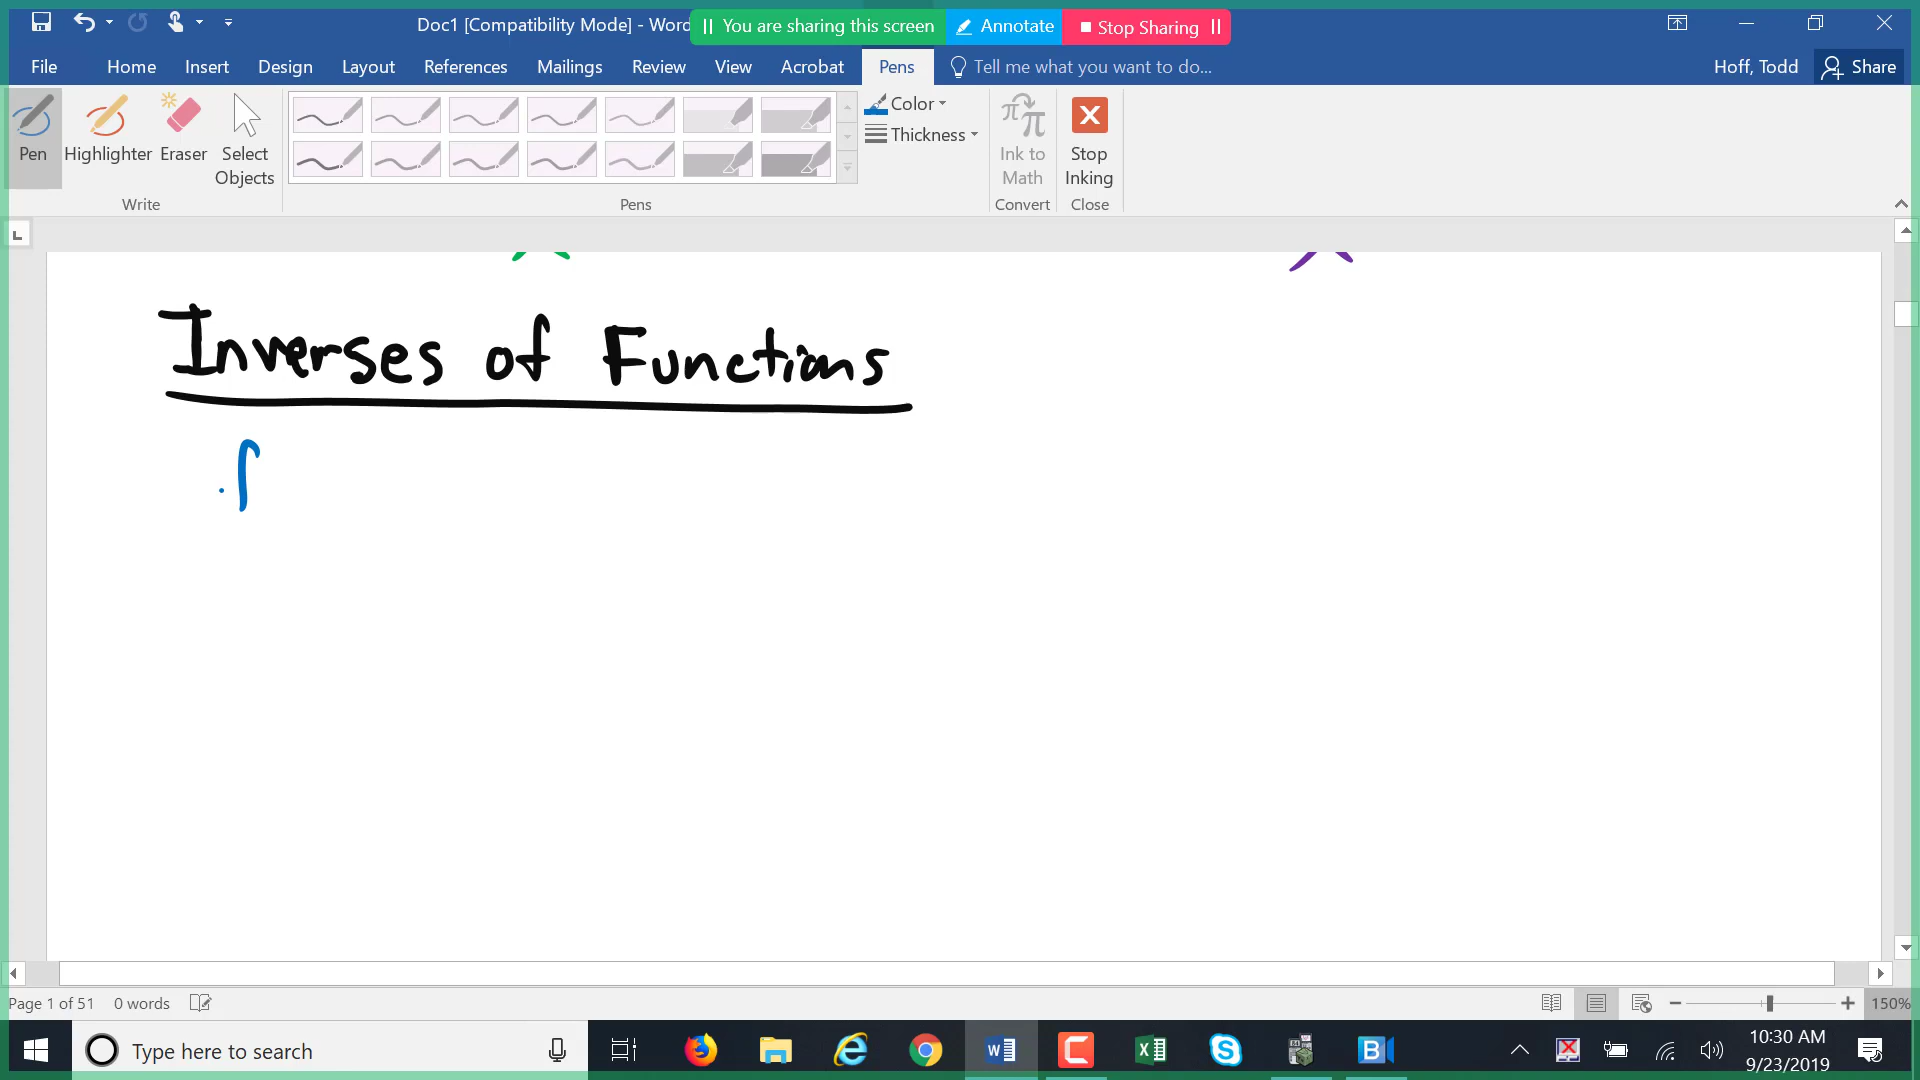 Doc1 [Compatibility Mode] - Word
You are sharing this screen
Annotate
Stop Sharing
File Home Insert Design Layout References Mailings Review View Acrobat Pens Tell me what you want to do... Hoff, Todd Share
Pen Highlighter Eraser Select Objects
Color
Thickness
Ink to Math
Stop Inking
Write Pens Convert Close
Inverses of Functions
Page 1 of 51 0 words 150%
Type here to search
10:30 AM
9/23/2019